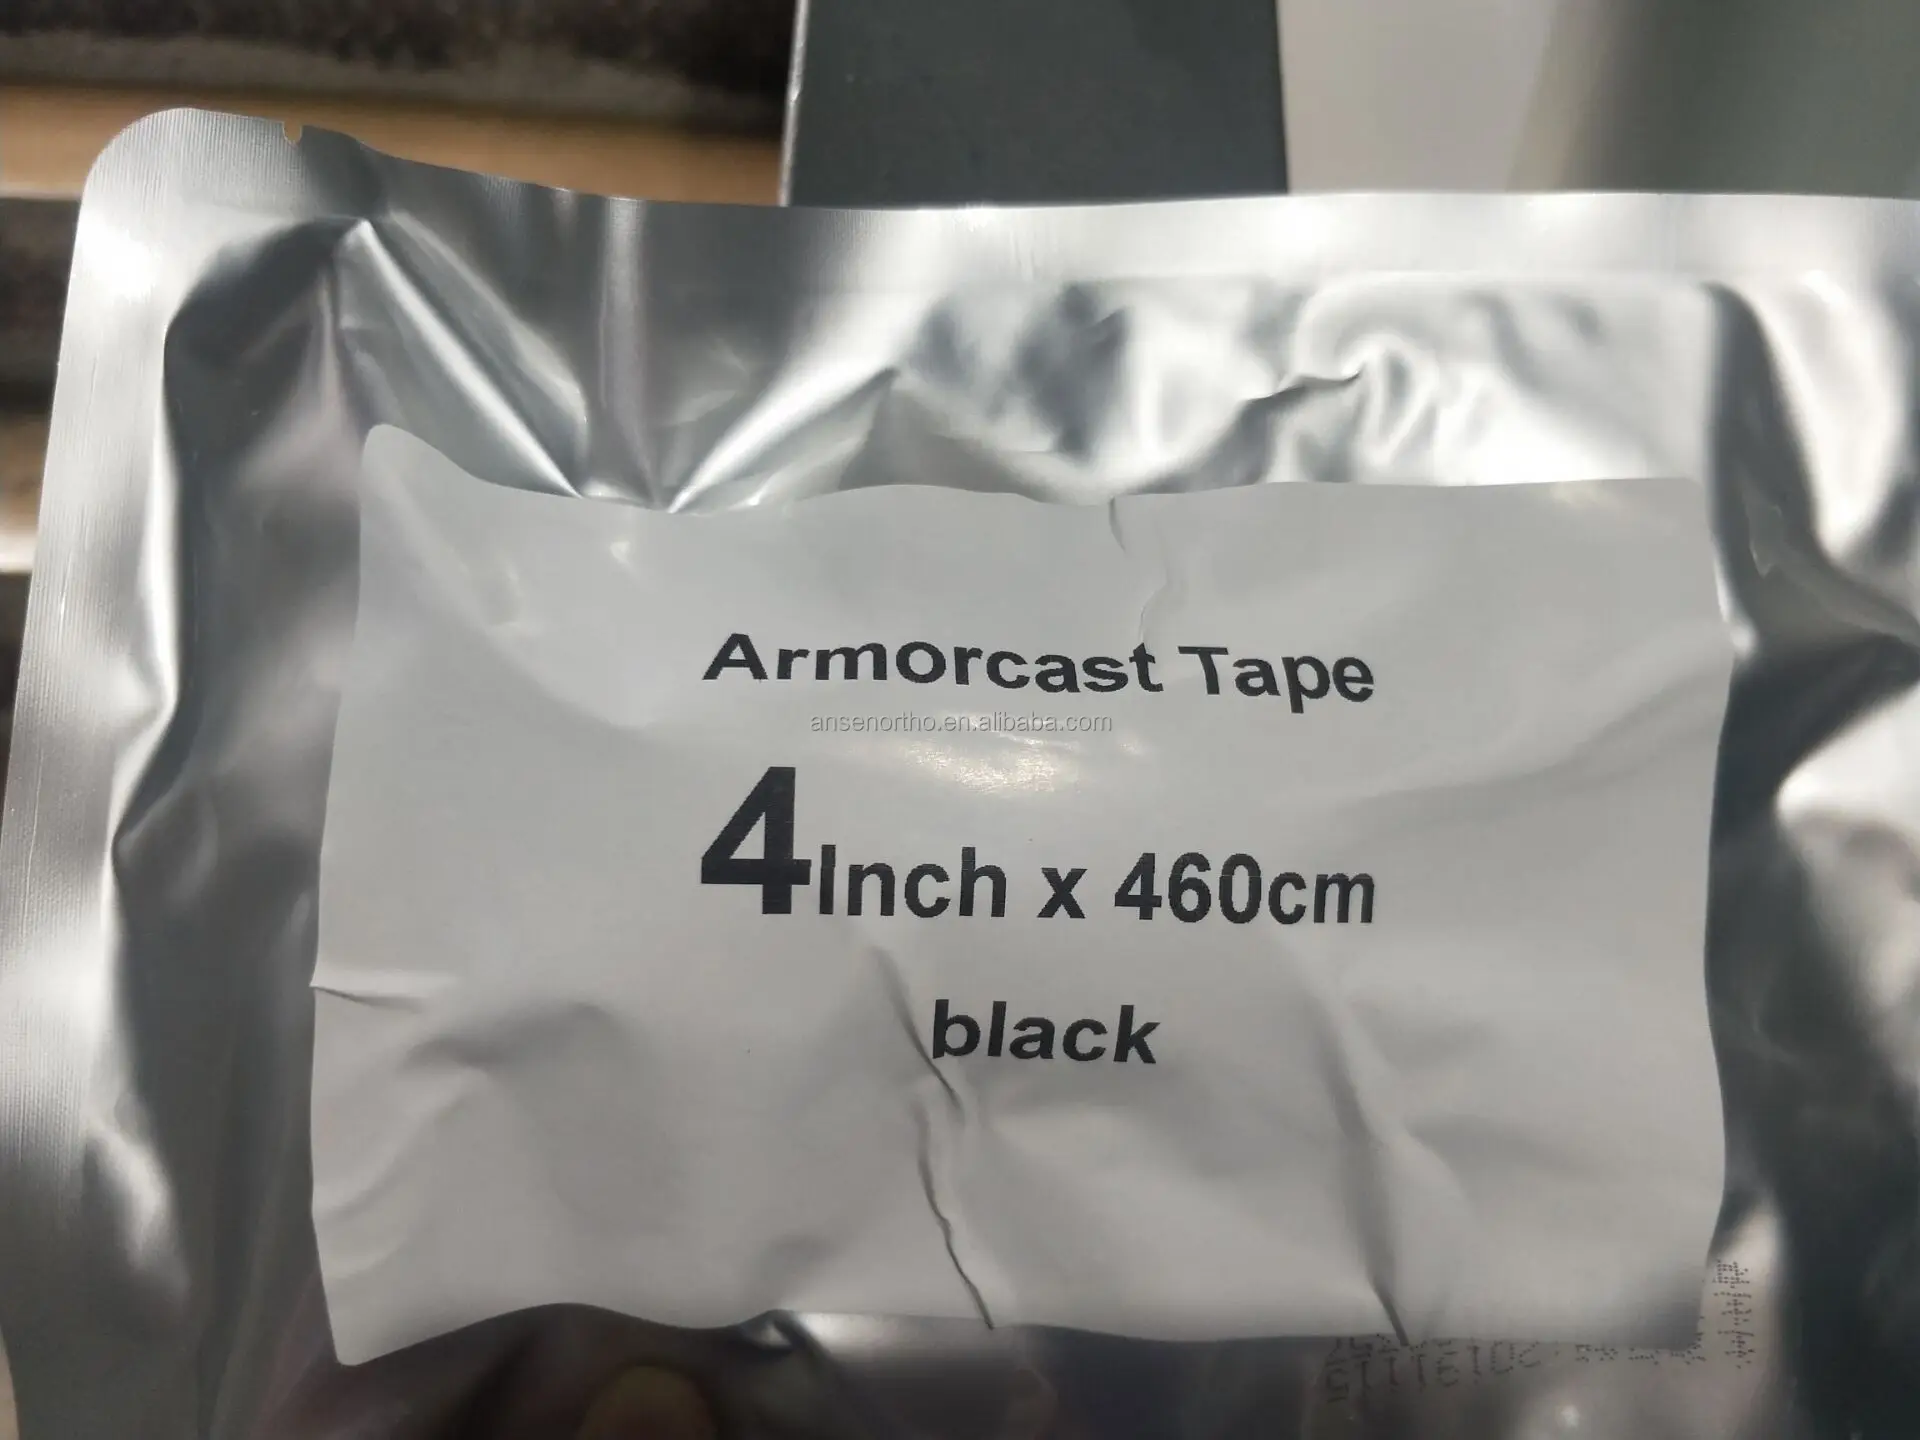 Armorcast Tape
ansenortho.en.alibaba.com
4Inch x 460cm
black